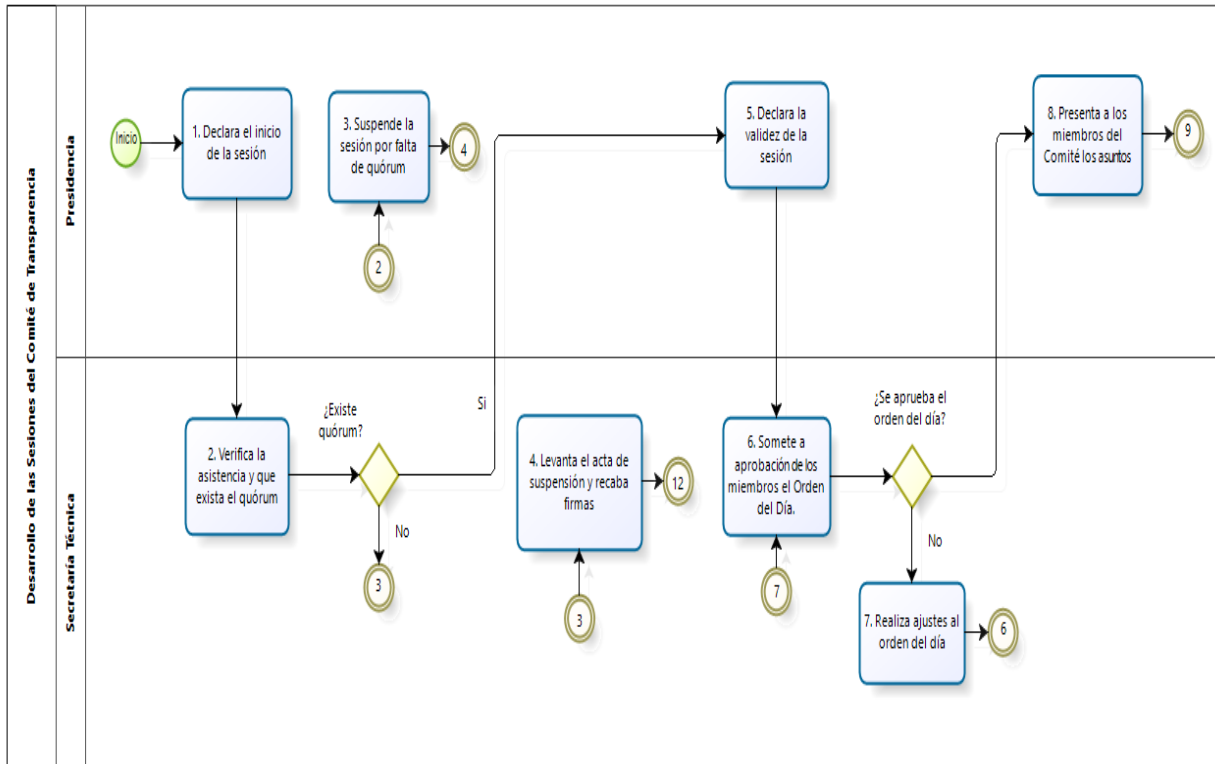 Desarrollo de las Sesiones del Comité de Transparencia
Presidencia
Inicio
1. Declara el inicio
de la sesión
3. Suspende la
sesión por falta
de quórum
4
2
5. Declara la
validez de la
sesión
8. Presenta a los
miembros del
Comité los asuntos
9
Secretaría Técnica
2. Verifica la
asistencia y que
exista el quórum
¿Existe
quórum?
Si
No
3
4. Levanta el acta de
suspensión y recaba
firmas
12
3
6. Somete a
aprobación de los
miembros el Orden
del Día.
7
¿Se aprueba el
orden del día?
No
7. Realiza ajustes al
orden del día
6